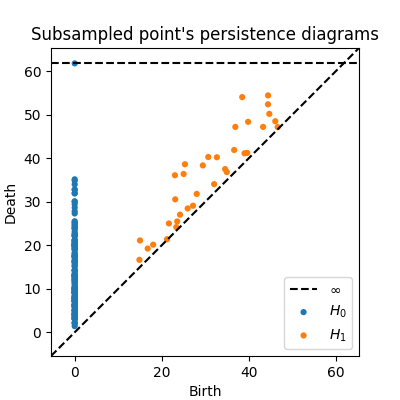 Subsampled point's persistence diagrams
60
50
40
30
20
10
0
Death
∞
H₀
H₁
0 20 40 60
Birth